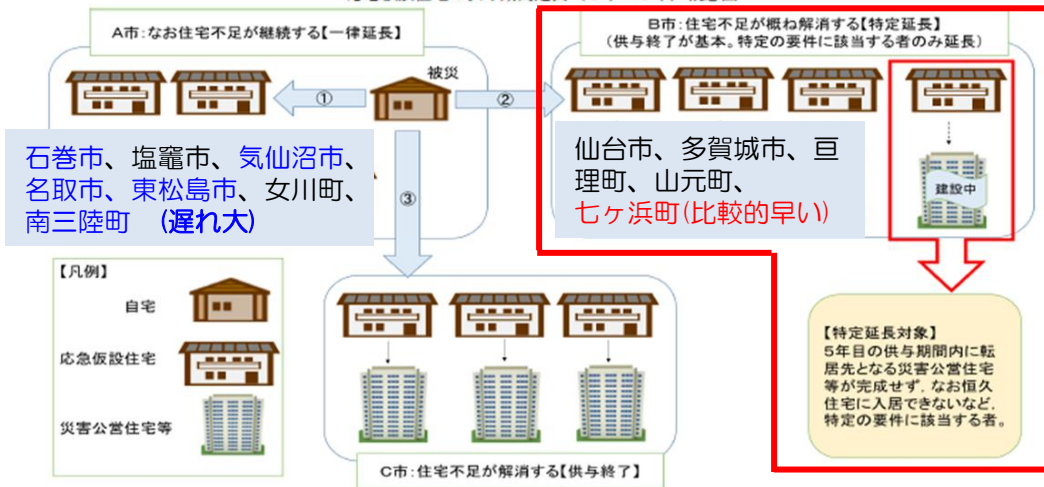 A市：なお住宅不足が継続する【一律延長】
被災
①
②
③
石巻市、塩竈市、気仙沼市、
名取市、東松島市、女川町、
南三陸町　(遅れ大)
B市：住宅不足が概ね解消する【特定延長】
(供与終了が基本。特定の要件に該当する者のみ延長)
仙台市、多賀城市、亘
理町、山元町、
七ヶ浜町(比較的早い)
建設中
【凡例】
自宅
応急仮設住宅
災害公営住宅等
C市：住宅不足が解消する【供与終了】
【特定延長対象】
5年目の供与期間内に転
居先となる災害公営住宅
等が完成せず、なお恒久
住宅に入居できないなど、
特定の要件に該当する者。